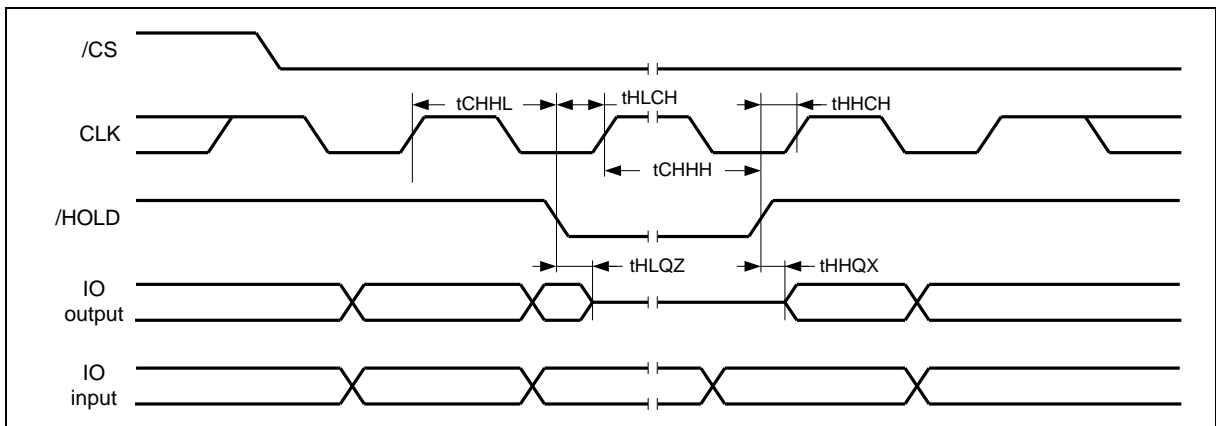 /CS
tCHHL
tHLCH
tHHCH
CLK
tCHHH
/HOLD
tHLQZ
tHHQX
IO
output
IO
input